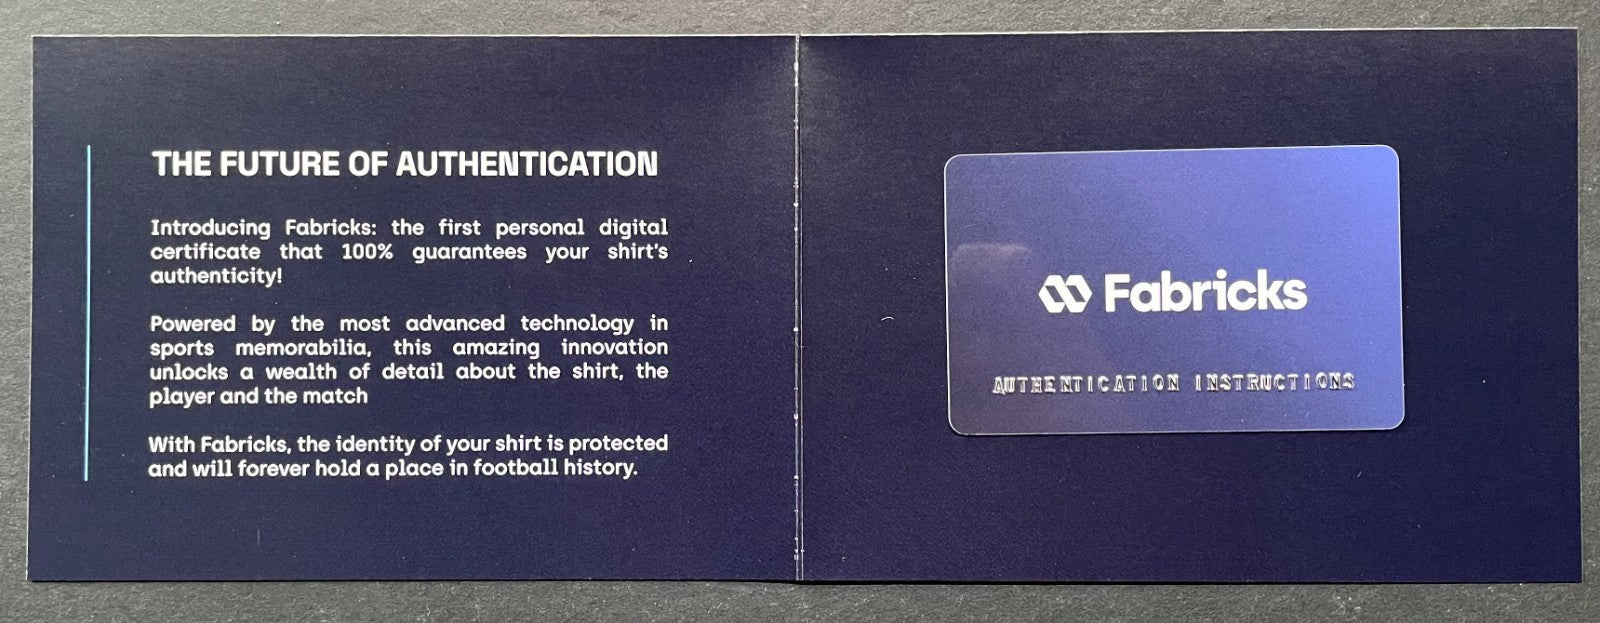 THE FUTURE OF AUTHENTICATION
Introducing Fabricks: the first personal digital
certificate that 100% guarantees your shirt's
authenticity!
Powered by the most advanced technology in
sports memorabilia, this amazing innovation
unlocks a wealth of detail about the shirt, the
player and the match
With Fabricks, the identity of your shirt is protected
and will forever hold a place in football history.
Fabricks
AUTHENTICATION INSTRUCTIONS